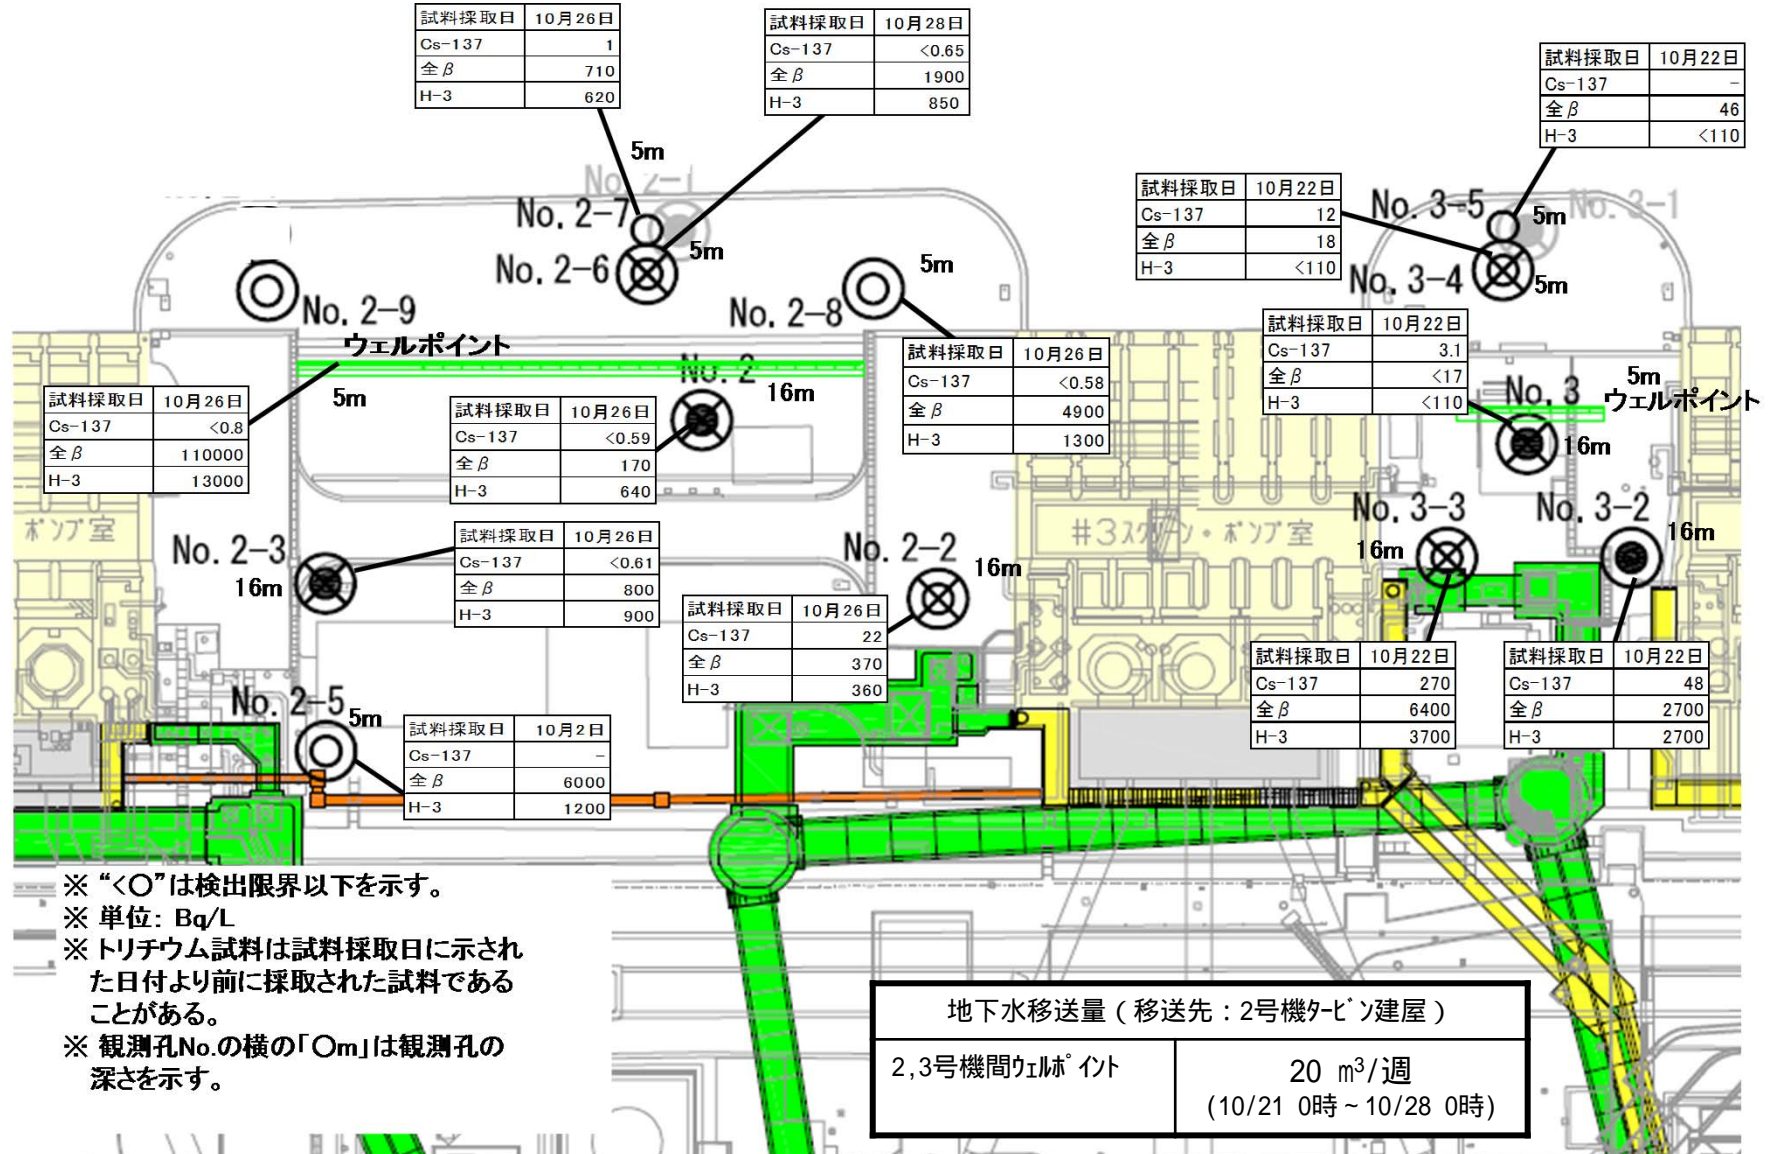 試料採取日 10月26日
Cs-137 1
全β 710
H-3 620
試料採取日 10月28日
Cs-137 <0.65
全β 1900
H-3 850
試料採取日 10月22日
Cs-137 -
全β 46
H-3 <110
試料採取日 10月22日
Cs-137 12
全β 18
H-3 <110
5m
No. 2-1
No. 2-7
No. 2-6
5m
No. 2-9
No. 2-8
5m
No. 3-5
5m
No. 3-1
No. 3-4
5m
ウェルポイント
5m
No. 2
16m
試料採取日 10月26日
Cs-137 <0.8
全β 110000
H-3 13000
試料採取日 10月26日
Cs-137 <0.59
全β 170
H-3 640
試料採取日 10月26日
Cs-137 <0.58
全β 4900
H-3 1300
試料採取日 10月22日
Cs-137 3.1
全β <17
H-3 <110
No. 3
5m
ウェルポイント
16m
ポンプ室
No. 2-3
16m
試料採取日 10月26日
Cs-137 <0.61
全β 800
H-3 900
No. 2-2
16m
#3スクリーン・ポンプ室
No. 3-3
16m
No. 3-2
16m
試料採取日 10月26日
Cs-137 22
全β 370
H-3 360
試料採取日 10月22日
Cs-137 270
全β 6400
H-3 3700
試料採取日 10月22日
Cs-137 48
全β 2700
H-3 2700
No. 2-5
5m
試料採取日 10月2日
Cs-137 -
全β 6000
H-3 1200
※ “<〇”は検出限界以下を示す。
※ 単位: Bq/L
※ トリチウム試料は試料採取日に示され
た日付より前に採取された試料である
ことがある。
※ 観測孔No.の横の「〇m」は観測孔の
深さを示す。
地下水移送量(移送先:2号機タービン建屋)
2,3号機間ウェルポイント 20 m³/週
(10/21 0時~10/28 0時)